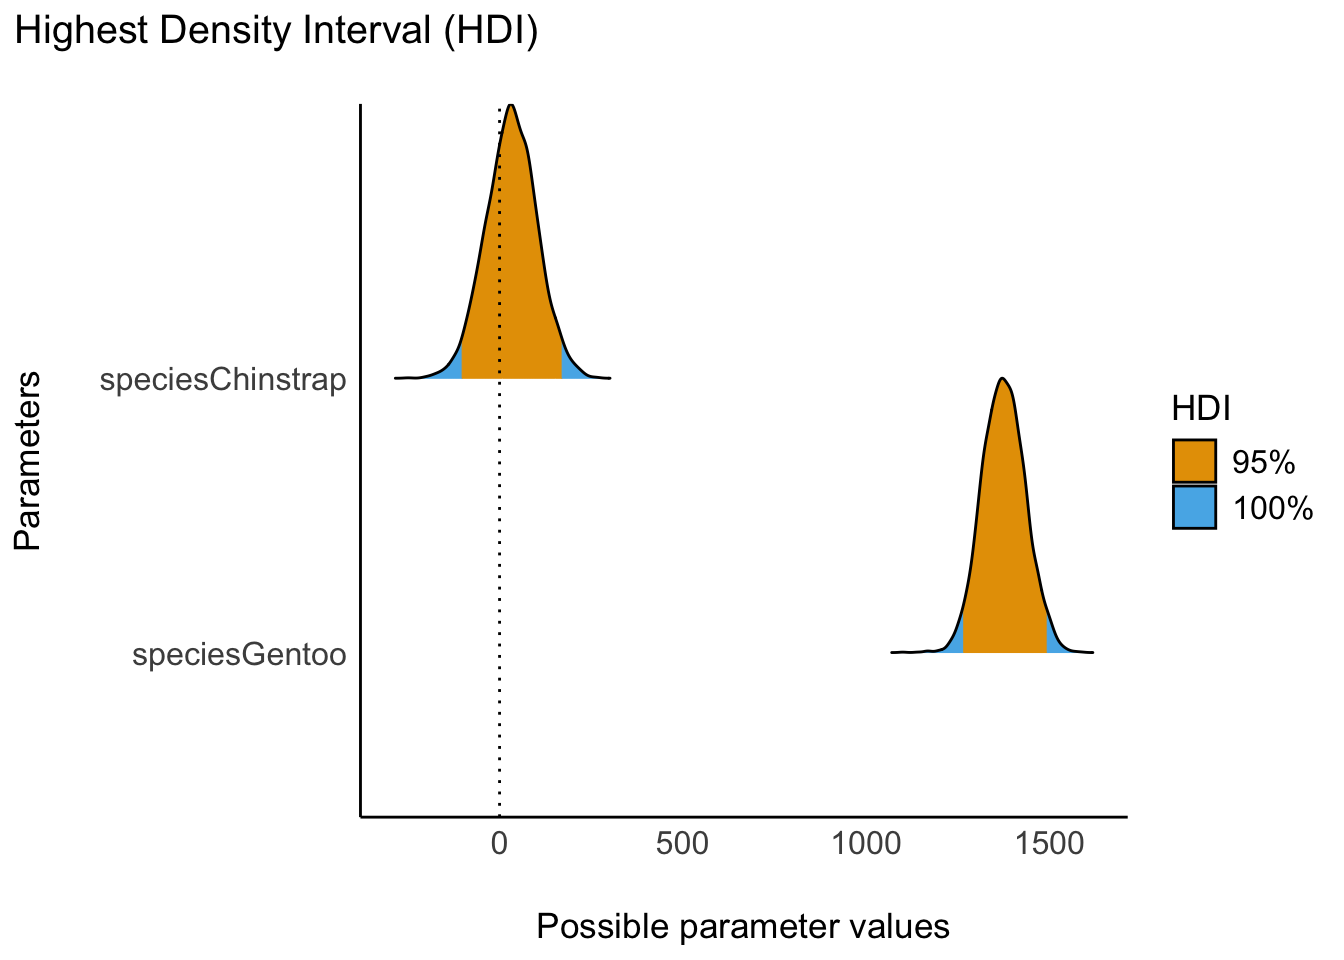 Highest Density Interval (HDI)
speciesChinstrap
speciesGentoo
Parameters
HDI
95%
100%
0 500 1000 1500
Possible parameter values